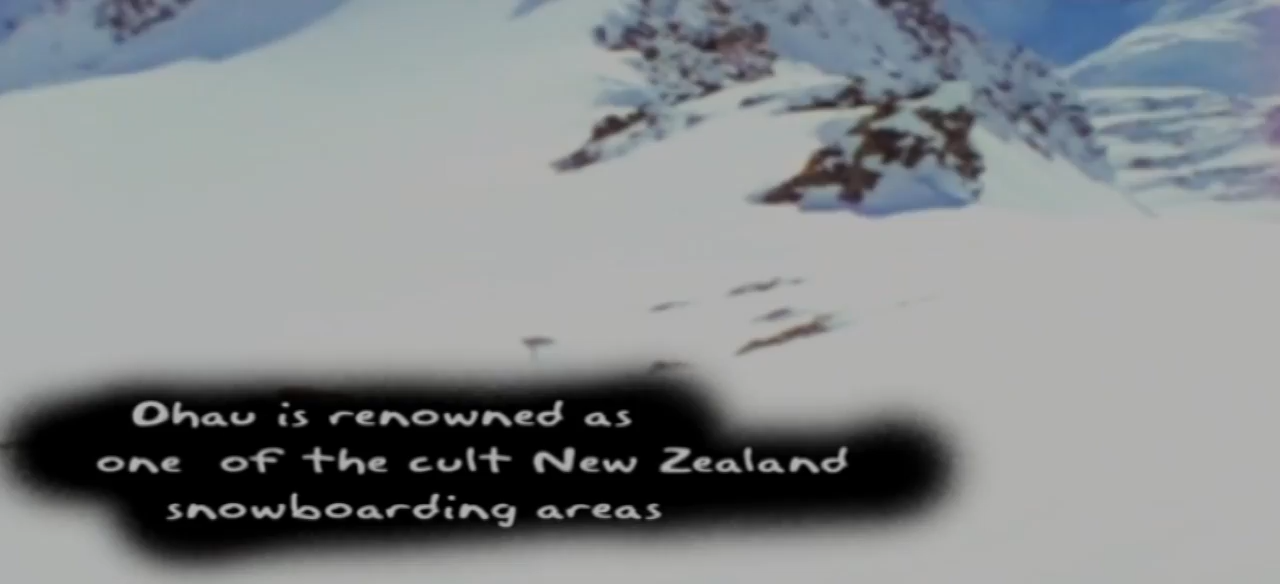 Ohau is renowned as
one of the cult New Zealand
snowboarding areas